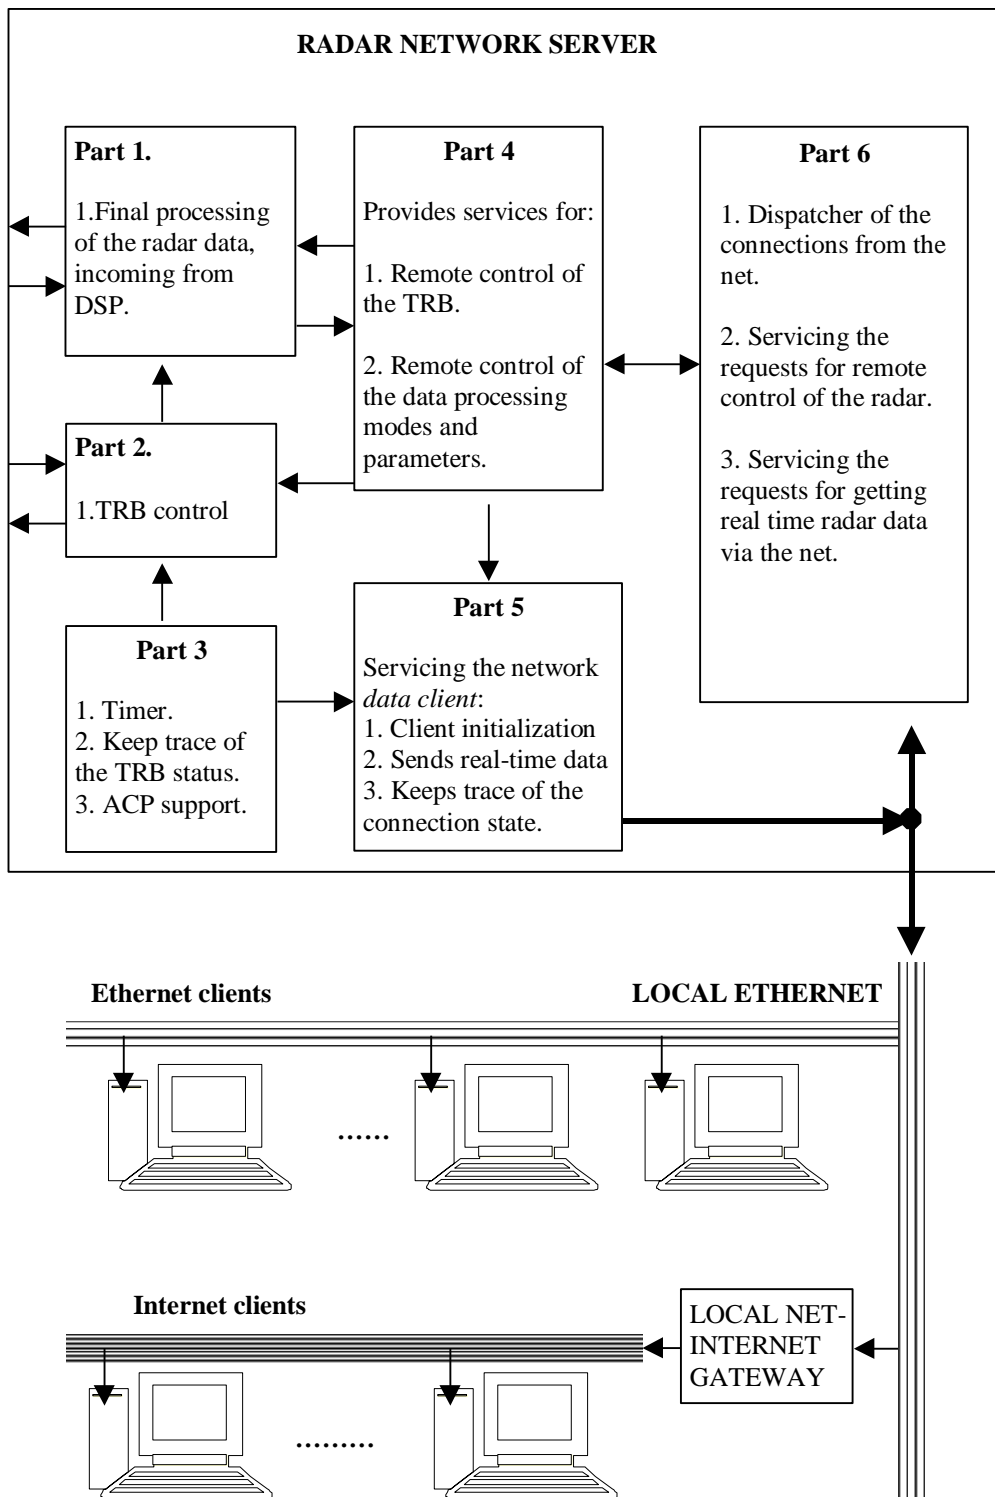 RADAR NETWORK SERVER
Part 1.
1.Final processing
of the radar data,
incoming from
DSP.
Part 2.
1.TRB control
Part 3
1. Timer.
2. Keep trace of
the TRB status.
3. ACP support.
Part 4
Provides services for:
1. Remote control of
the TRB.
2. Remote control of
the data processing
modes and
parameters.
Part 5
Servicing the network
data client:
1. Client initialization
2. Sends real-time data
3. Keeps trace of the
connection state.
Part 6
1. Dispatcher of the
connections from the
net.
2. Servicing the
requests for remote
control of the radar.
3. Servicing the
requests for getting
real time radar data
via the net.
Ethernet clients
LOCAL ETHERNET
......
Internet clients
LOCAL NET-
INTERNET
GATEWAY
.........